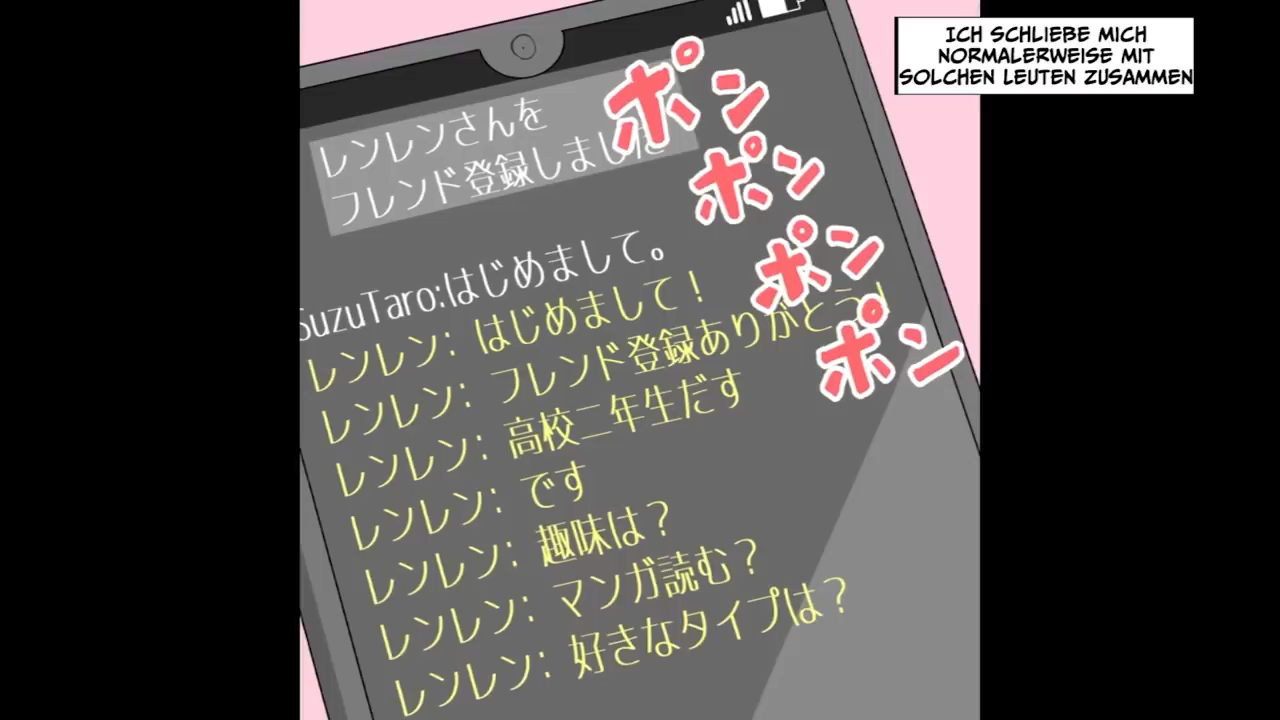 ICH SCHLIEBE MICH
NORMALERWEISE MIT
SOLCHEN LEUTEN ZUSAMMEN
レンレンさんを
フレンド登録しました
ポン
ポン
ポン
ポン
SuzuTaro:はじめまして。
レンレン: はじめまして！
レンレン: フレンド登録ありがとう！
レンレン: 高校二年生だす
レンレン: です
レンレン: 趣味は？
レンレン: マンガ読む？
レンレン: 好きなタイプは？